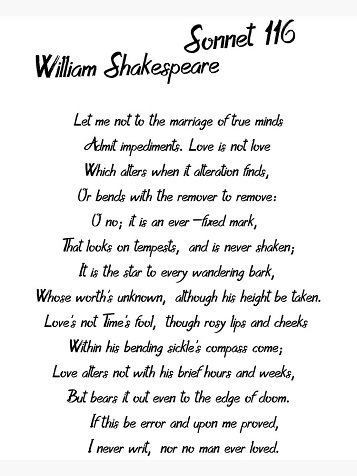 Sonnet 116
William Shakespeare
Let me not to the marriage of true minds
Admit impediments. Love is not love
Which alters when it alteration finds,
Or bends with the remover to remove:
O no; it is an ever–fixed mark,
That looks on tempests, and is never shaken;
It is the star to every wandering bark,
Whose worth's unknown, although his height be taken.
Love's not Time's fool, though rosy lips and cheeks
Within his bending sickle's compass come;
Love alters not with his brief hours and weeks,
But bears it out even to the edge of doom.
If this be error and upon me proved,
I never writ, nor no man ever loved.